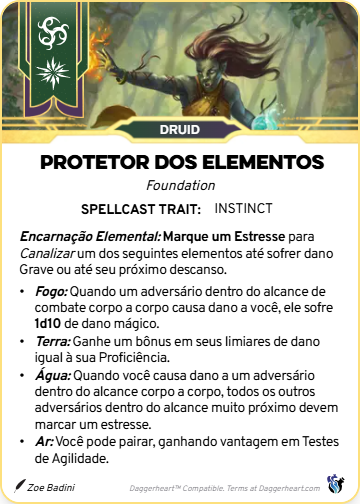 DRUID
PROTETOR DOS ELEMENTOS
Foundation
SPELLCAST TRAIT: INSTINCT
Encarnação Elemental: Marque um Estresse para
Canalizar um dos seguintes elementos até sofrer dano
Grave ou até seu próximo descanso.
• Fogo: Quando um adversário dentro do alcance de
combate corpo a corpo causa dano a você, ele sofre
1d10 de dano mágico.
• Terra: Ganhe um bônus em seus limiares de dano
igual à sua Proficiência.
• Água: Quando você causa dano a um adversário
dentro do alcance corpo a corpo, todos os outros
adversários dentro do alcance muito próximo devem
marcar um estresse.
• Ar: Você pode pairar, ganhando vantagem em Testes
de Agilidade.
Zoe Badini
Daggerheart™ Compatible. Terms at Daggerheart.com